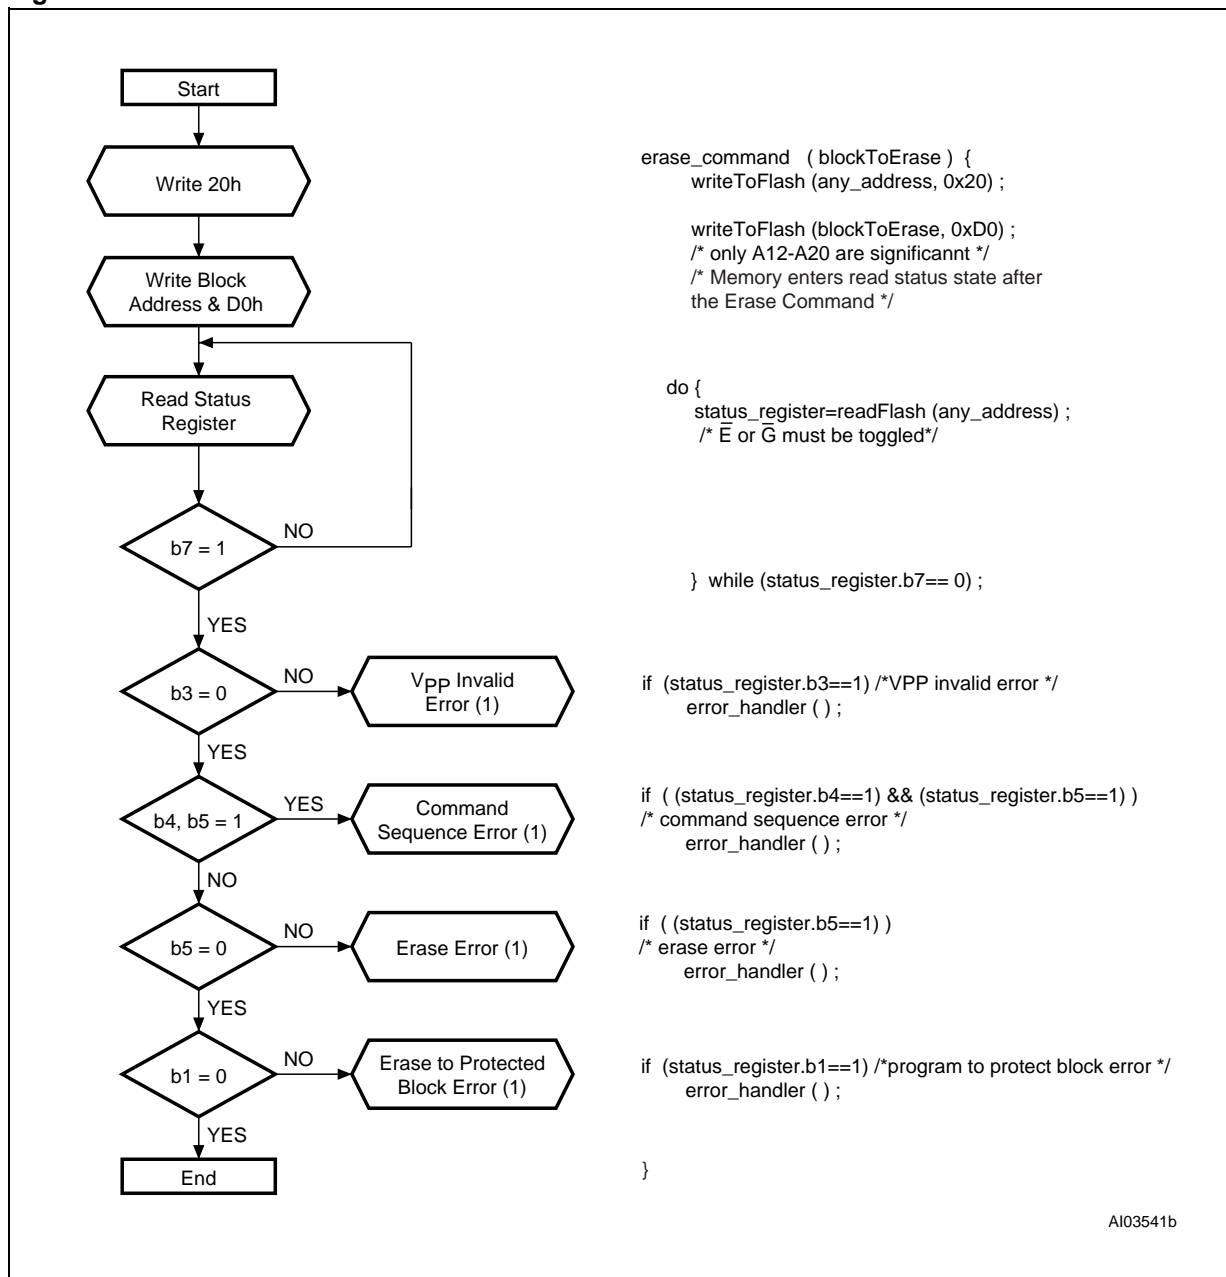 Start
Write 20h
Write Block
Address & D0h
Read Status
Register
b7 = 1
NO
YES
b3 = 0
NO
VPP Invalid
Error (1)
YES
b4, b5 = 1
YES
Command
Sequence Error (1)
NO
b5 = 0
NO
Erase Error (1)
YES
b1 = 0
NO
Erase to Protected
Block Error (1)
YES
End
erase_command ( blockToErase ) {
writeToFlash (any_address, 0x20) ;
writeToFlash (blockToErase, 0xD0) ;
/* only A12-A20 are significannt */
/* Memory enters read status state after
the Erase Command */
do {
status_register=readFlash (any_address) ;
/* E̅ or G̅ must be toggled*/
} while (status_register.b7== 0) ;
if (status_register.b3==1) /*VPP invalid error */
error_handler ( ) ;
if ( (status_register.b4==1) && (status_register.b5==1) )
/* command sequence error */
error_handler ( ) ;
if ( (status_register.b5==1) )
/* erase error */
error_handler ( ) ;
if (status_register.b1==1) /*program to protect block error */
error_handler ( ) ;
}
AI03541b